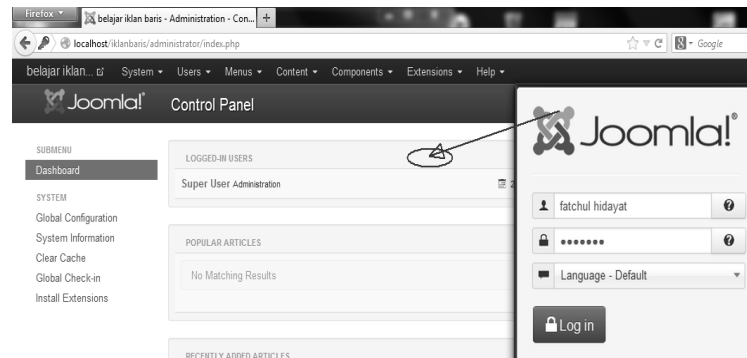 Firefox
belajar iklan baris - Administration - Con... +
localhost/iklanbaris/administrator/index.php
Google
belajar iklan... System Users Menus Content Components Extensions Help
Joomla! Control Panel
SUBMENU
Dashboard
SYSTEM
Global Configuration
System Information
Clear Cache
Global Check-in
Install Extensions
LOGGED-IN USERS
Super User Administration
2
POPULAR ARTICLES
No Matching Results
RECENTLY ADDED ARTICLES
Joomla!®
fatchul hidayat
Language - Default
Log in